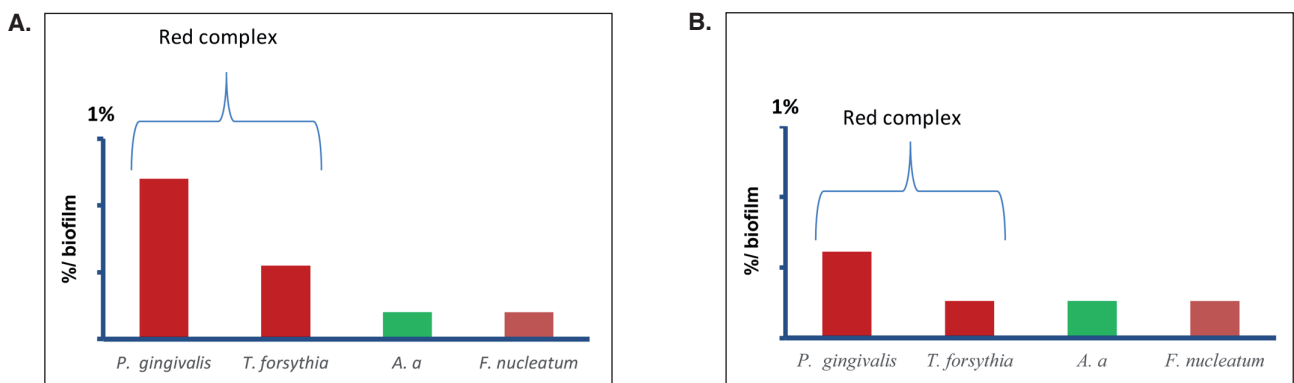 A.
Red complex
1%
%/ biofilm
P. gingivalis T. forsythia A. a F. nucleatum
B.
1%
Red complex
%/ biofilm
P. gingivalis T. forsythia A. a F. nucleatum